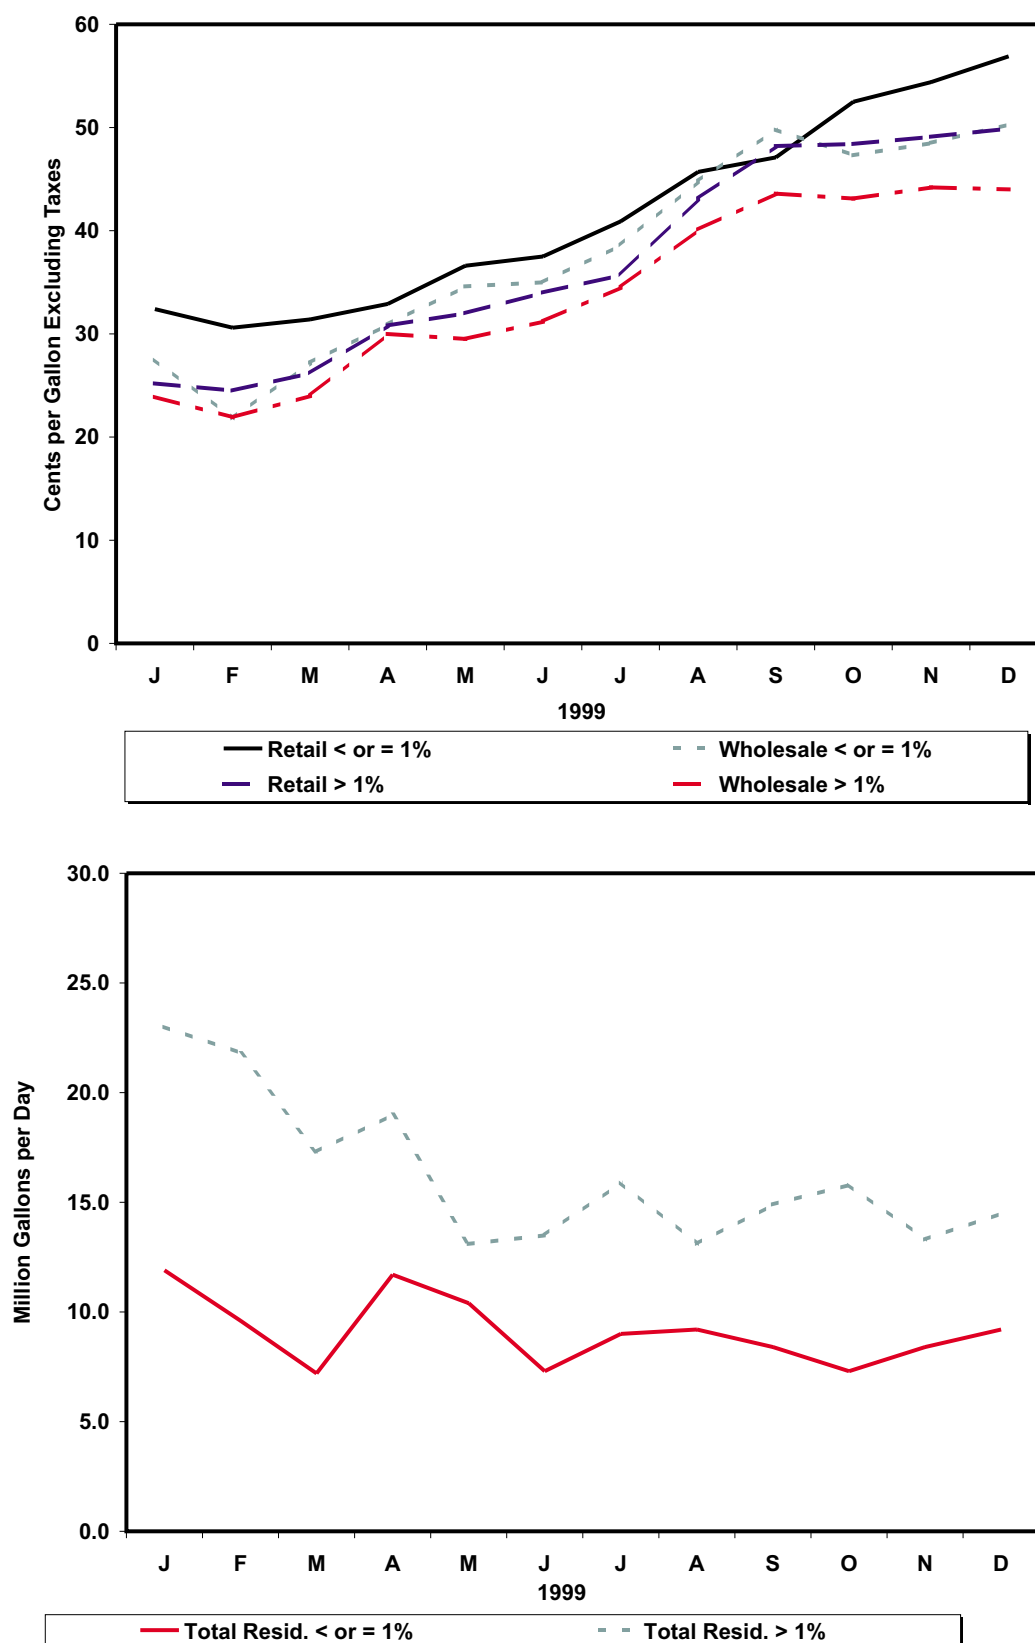 60
50
40
30
20
10
0
Cents per Gallon Excluding Taxes
J F M A M J J A S O N D
1999
Retail < or = 1% Wholesale < or = 1%
Retail > 1% Wholesale > 1%
30.0
25.0
20.0
15.0
10.0
5.0
0.0
Million Gallons per Day
J F M A M J J A S O N D
1999
Total Resid. < or = 1% Total Resid. > 1%